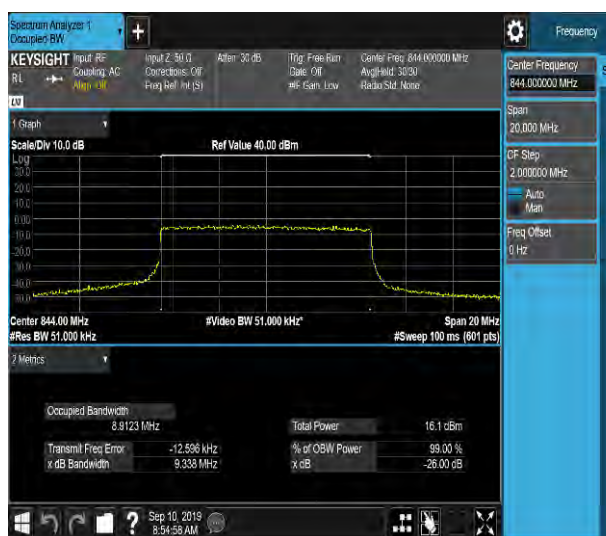 Spectrum Analyzer 1
Occupied BW
+
Frequency
KEYSIGHT
Input: RF
Coupling: AC
Align: Off
Input Z: 50 Ω
Corrections: Off
Freq Ref: Int (S)
Atten: 30 dB
Trig: Free Run
Gate: Off
#IF Gain: Low
Center Freq: 844.000000 MHz
Avg|Hold: 30/30
Radio Std: None
RL
LXI
Center Frequency
844.000000 MHz
Span
20.000 MHz
CF Step
2.000000 MHz
Auto
Man
Freq Offset
0 Hz
1 Graph
Scale/Div 10.0 dB
Ref Value 40.00 dBm
Log
30.0
20.0
10.0
0.00
-10.0
-20.0
-30.0
-40.0
-50.0
Center 844.00 MHz
#Video BW 51.000 kHz*
Span 20 MHz
#Res BW 51.000 kHz
#Sweep 100 ms (601 pts)
2 Metrics
Occupied Bandwidth
8.9123 MHz
Total Power
16.1 dBm
Transmit Freq Error
-12.596 kHz
% of OBW Power
99.00 %
x dB Bandwidth
9.338 MHz
x dB
-26.00 dB
?
Sep 10, 2019
8:54:58 AM